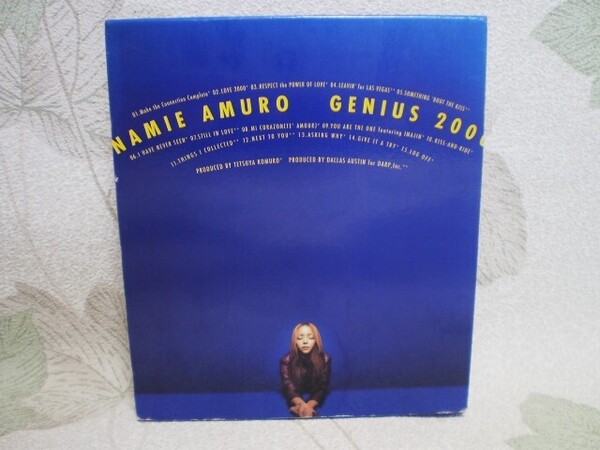 01.Make the Connection Complete* 02.LOVE 2000* 03.RESPECT the POWER OF LOVE* 04.LEAVIN' for LAS VEGAS** 05.SOMETHING 'BOUT THE KISS**
NAMIE AMURO GENIUS 2000
06.I HAVE NEVER SEEN* 07.STILL IN LOVE** 08.MI CORAZON(TE AMORE)* 09.YOU ARE THE ONE featuring IMAJIN* 10.KISS-AND-RIDE*
11.THINGS I COLLECTED** 12.NEXT TO YOU** 13.ASKING WHY* 14.GIVE IT A TRY* 15.LOG OFF*
PRODUCED BY TETSUYA KOMURO* PRODUCED BY DALLAS AUSTIN for DARP,Inc.**